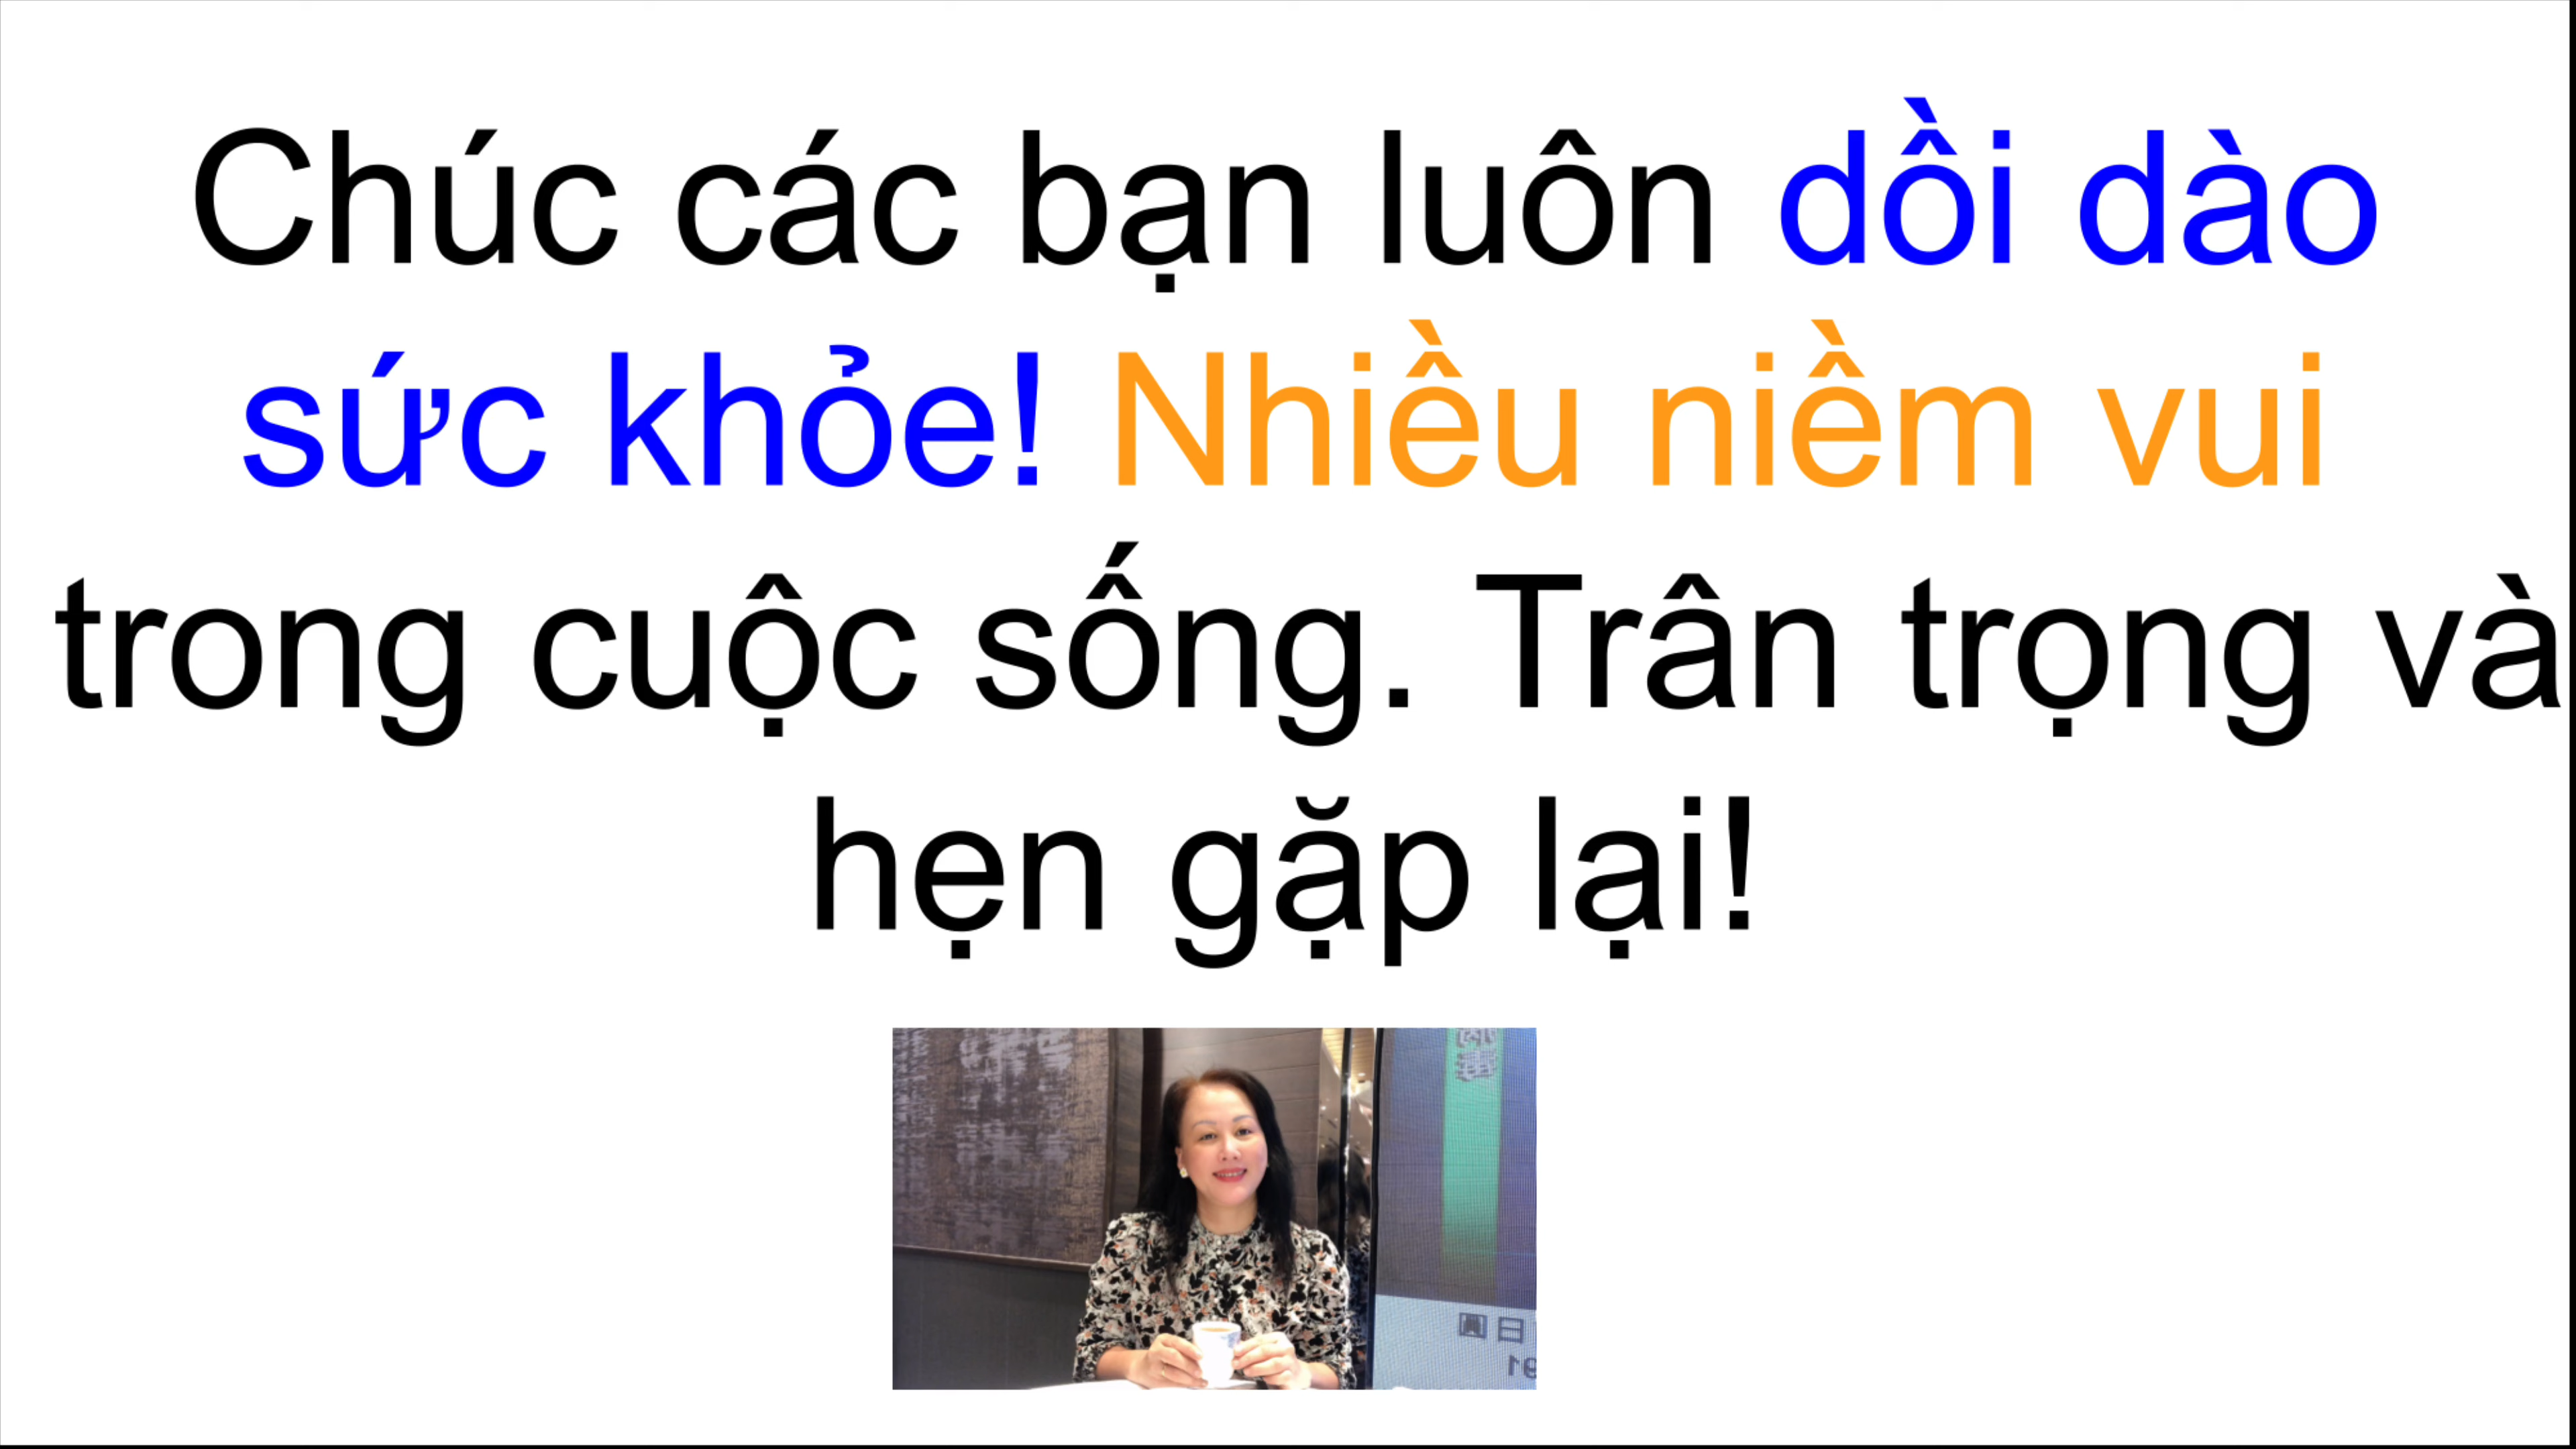 Chúc các bạn luôn dồi dào
sức khỏe! Nhiều niềm vui
trong cuộc sống. Trân trọng và
hẹn gặp lại!